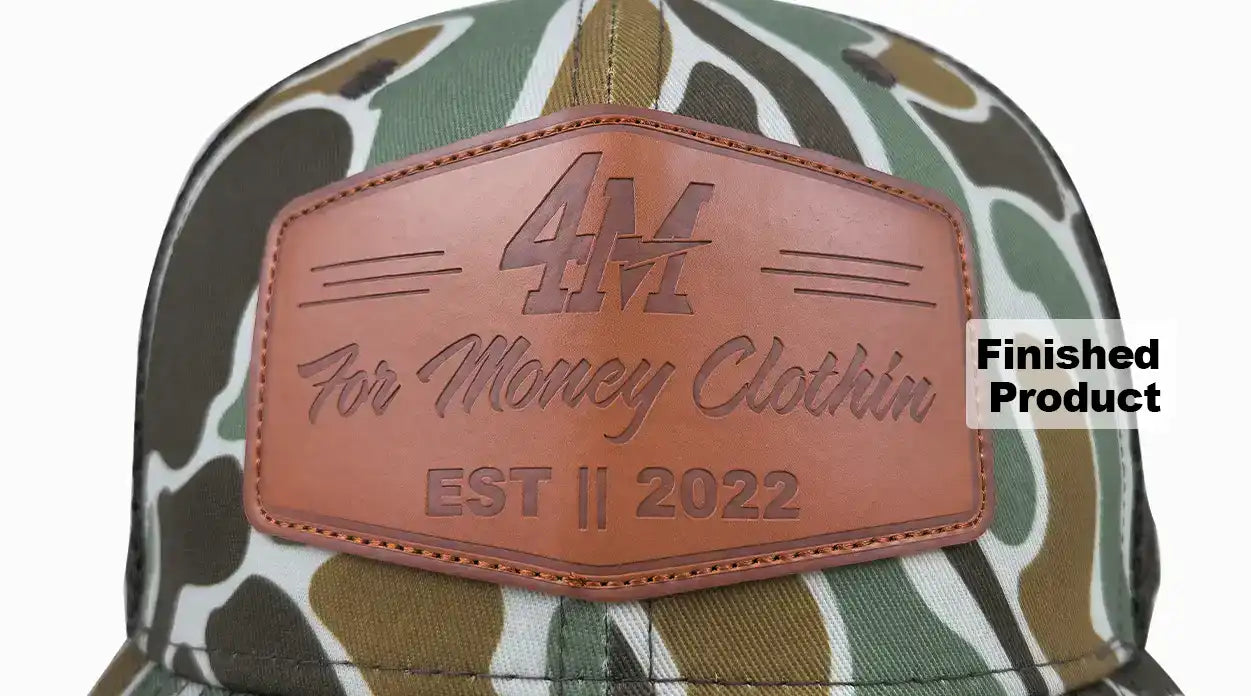 4M
For Money Clothin
EST || 2022
Finished
Product